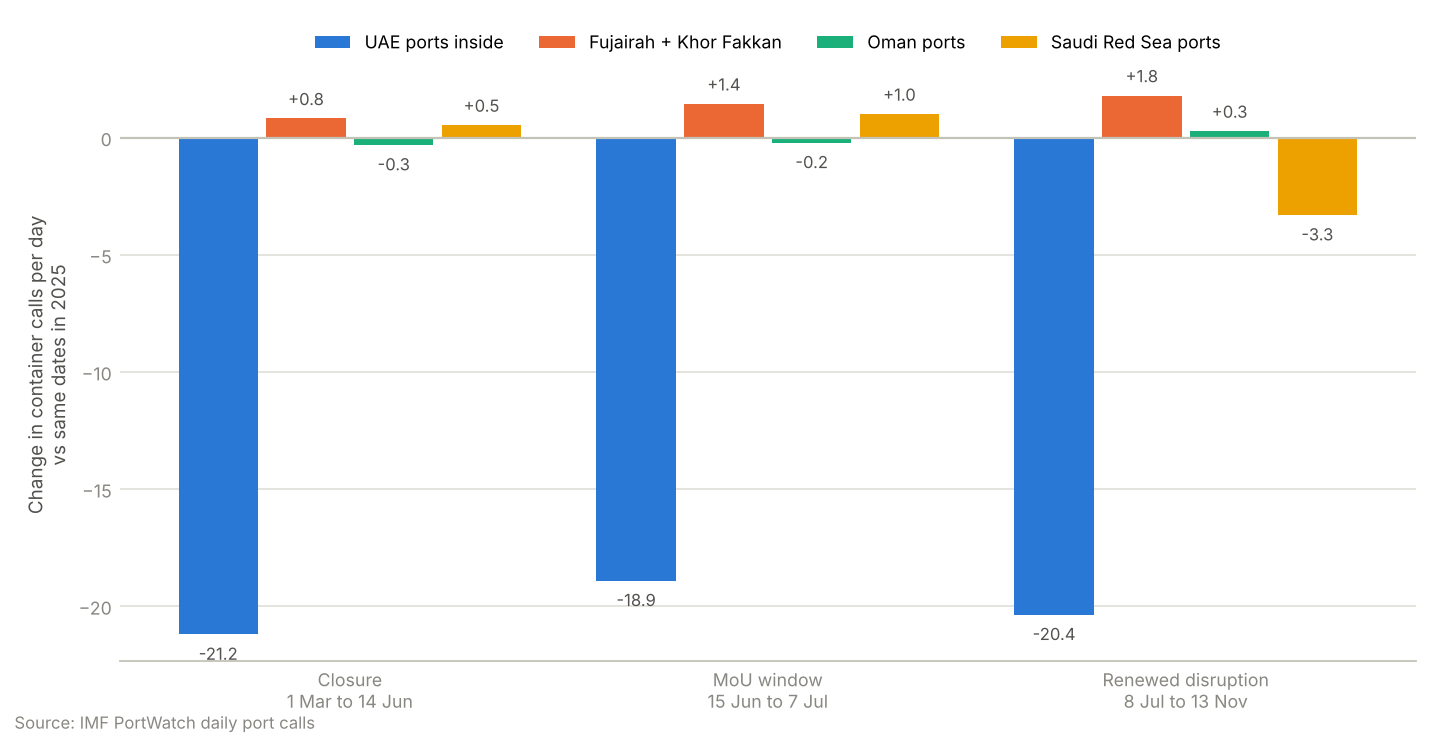 UAE ports inside
Fujairah + Khor Fakkan
Oman ports
Saudi Red Sea ports
Change in container calls per day
vs same dates in 2025
0
−5
−10
−15
−20
-21.2
+0.8
-0.3
+0.5
-18.9
+1.4
-0.2
+1.0
-20.4
+1.8
+0.3
-3.3
Closure
1 Mar to 14 Jun
MoU window
15 Jun to 7 Jul
Renewed disruption
8 Jul to 13 Nov
Source: IMF PortWatch daily port calls